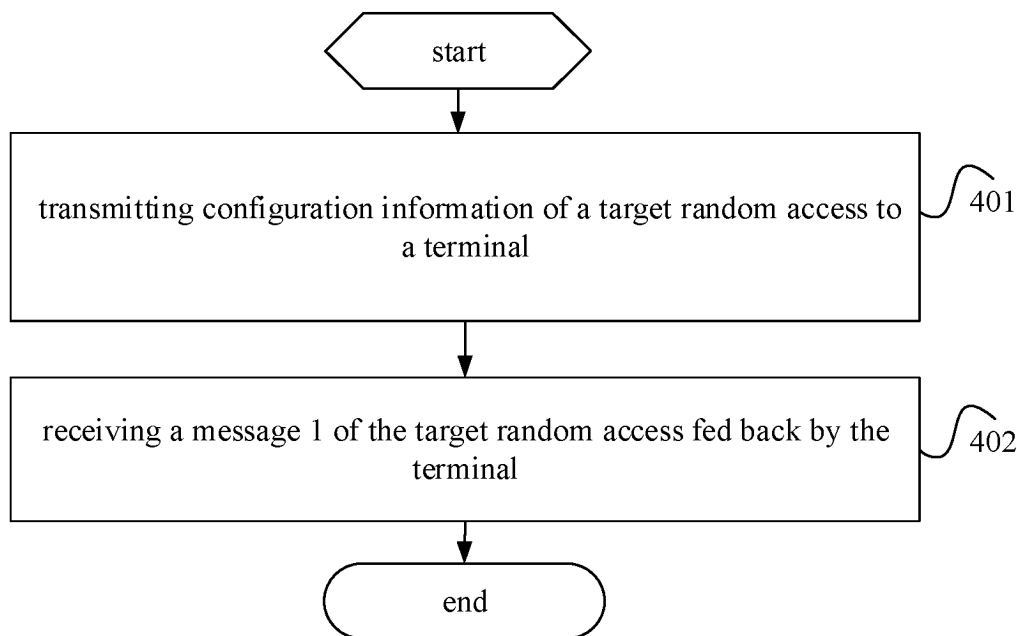 start
transmitting configuration information of a target random access to
a terminal
401
receiving a message 1 of the target random access fed back by the
terminal
402
end